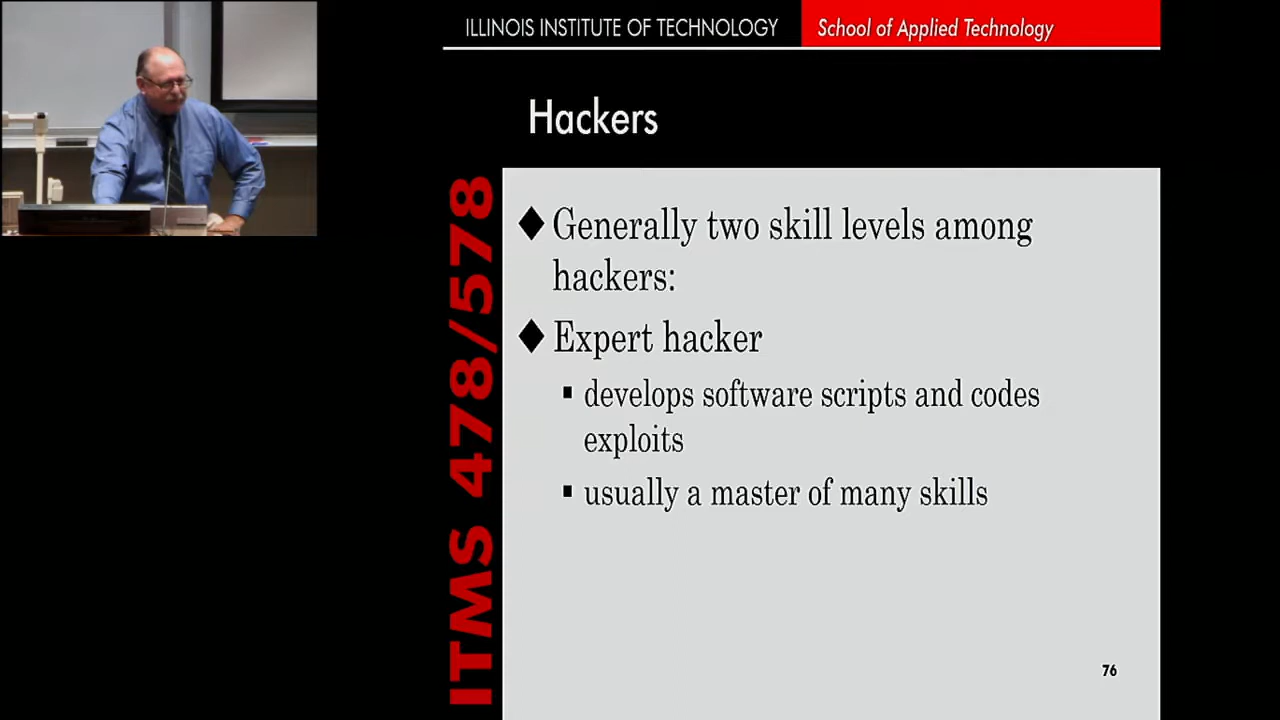 ILLINOIS INSTITUTE OF TECHNOLOGY School of Applied Technology
Hackers
ITMS 478/578
♦ Generally two skill levels among
hackers:
♦ Expert hacker
▪ develops software scripts and codes
exploits
▪ usually a master of many skills
76